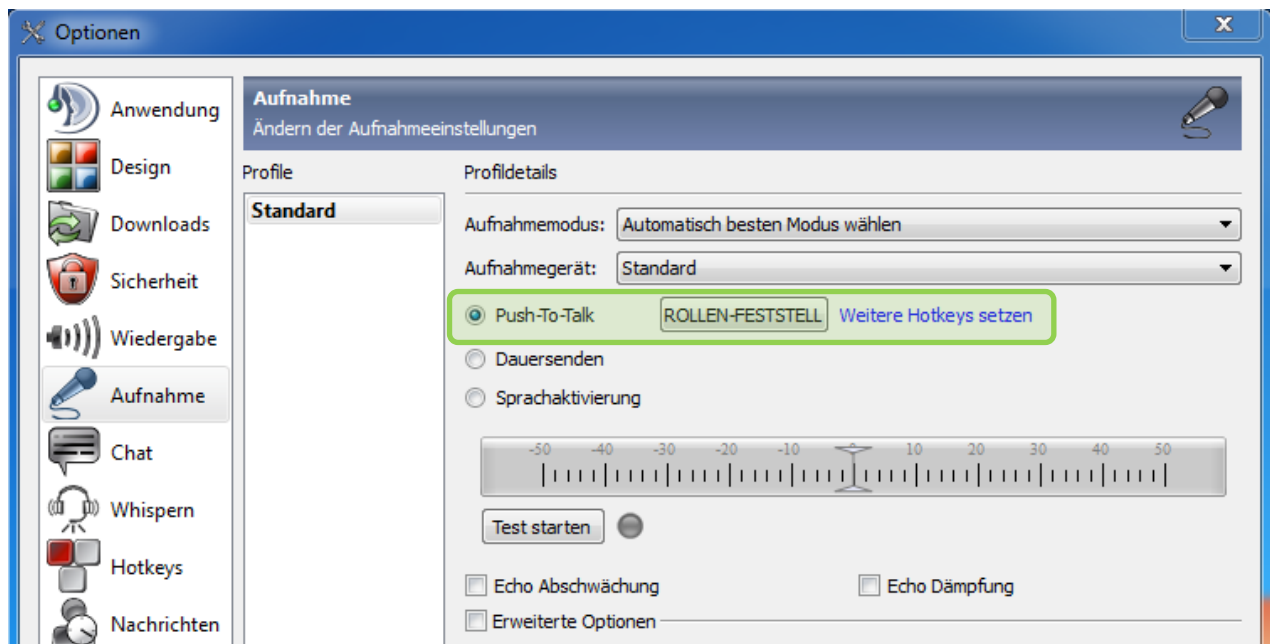 Optionen
Anwendung
Design
Downloads
Sicherheit
Wiedergabe
Aufnahme
Chat
Whispern
Hotkeys
Nachrichten
Aufnahme
Ändern der Aufnahmeeinstellungen
Profile
Standard
Profildetails
Aufnahmemodus: Automatisch besten Modus wählen
Aufnahmegerät: Standard
Push-To-Talk ROLLEN-FESTSTELL Weitere Hotkeys setzen
Dauersenden
Sprachaktivierung
-50 -40 -30 -20 -10 10 20 30 40 50
Test starten
Echo Abschwächung Echo Dämpfung
Erweiterte Optionen